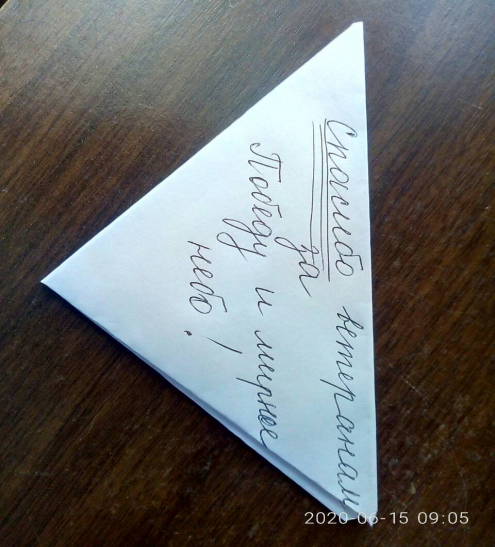 Спасибо ветеранам
за
Победу и мирное
небо!
2020-06-15 09:05